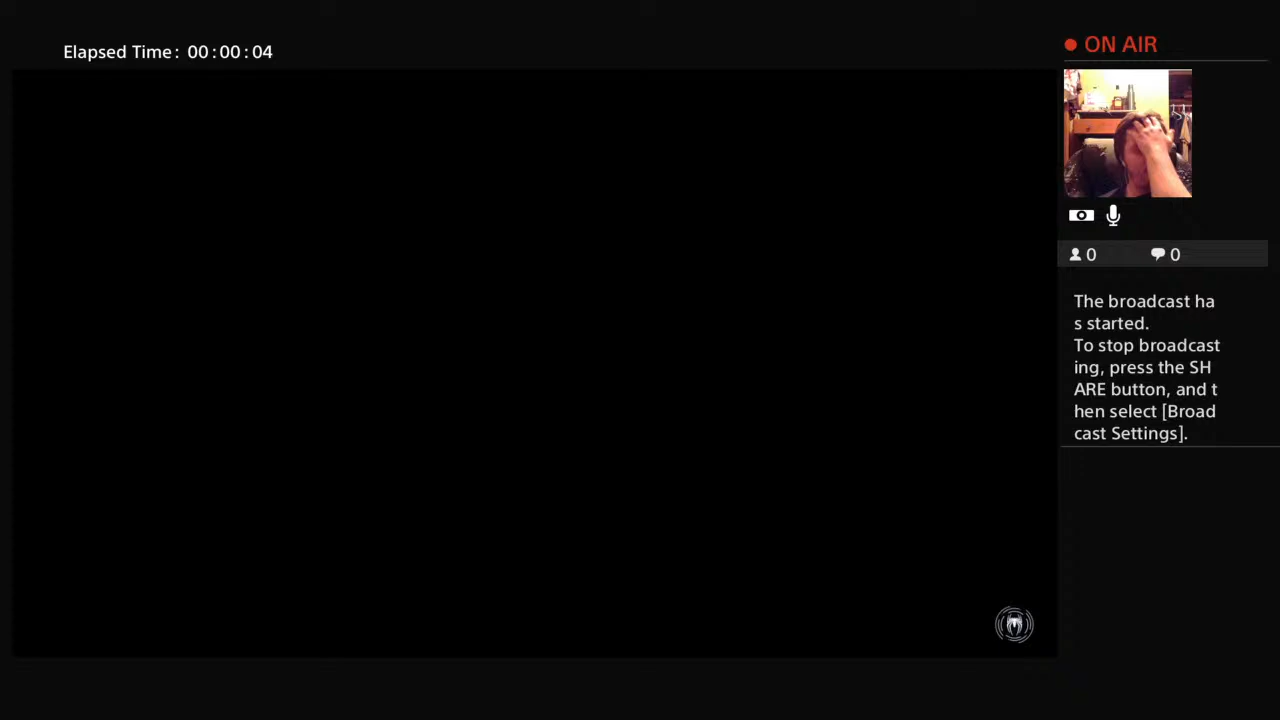 Elapsed Time: 00:00:04
ON AIR
0 0
The broadcast ha
s started.
To stop broadcast
ing, press the SH
ARE button, and t
hen select [Broad
cast Settings].